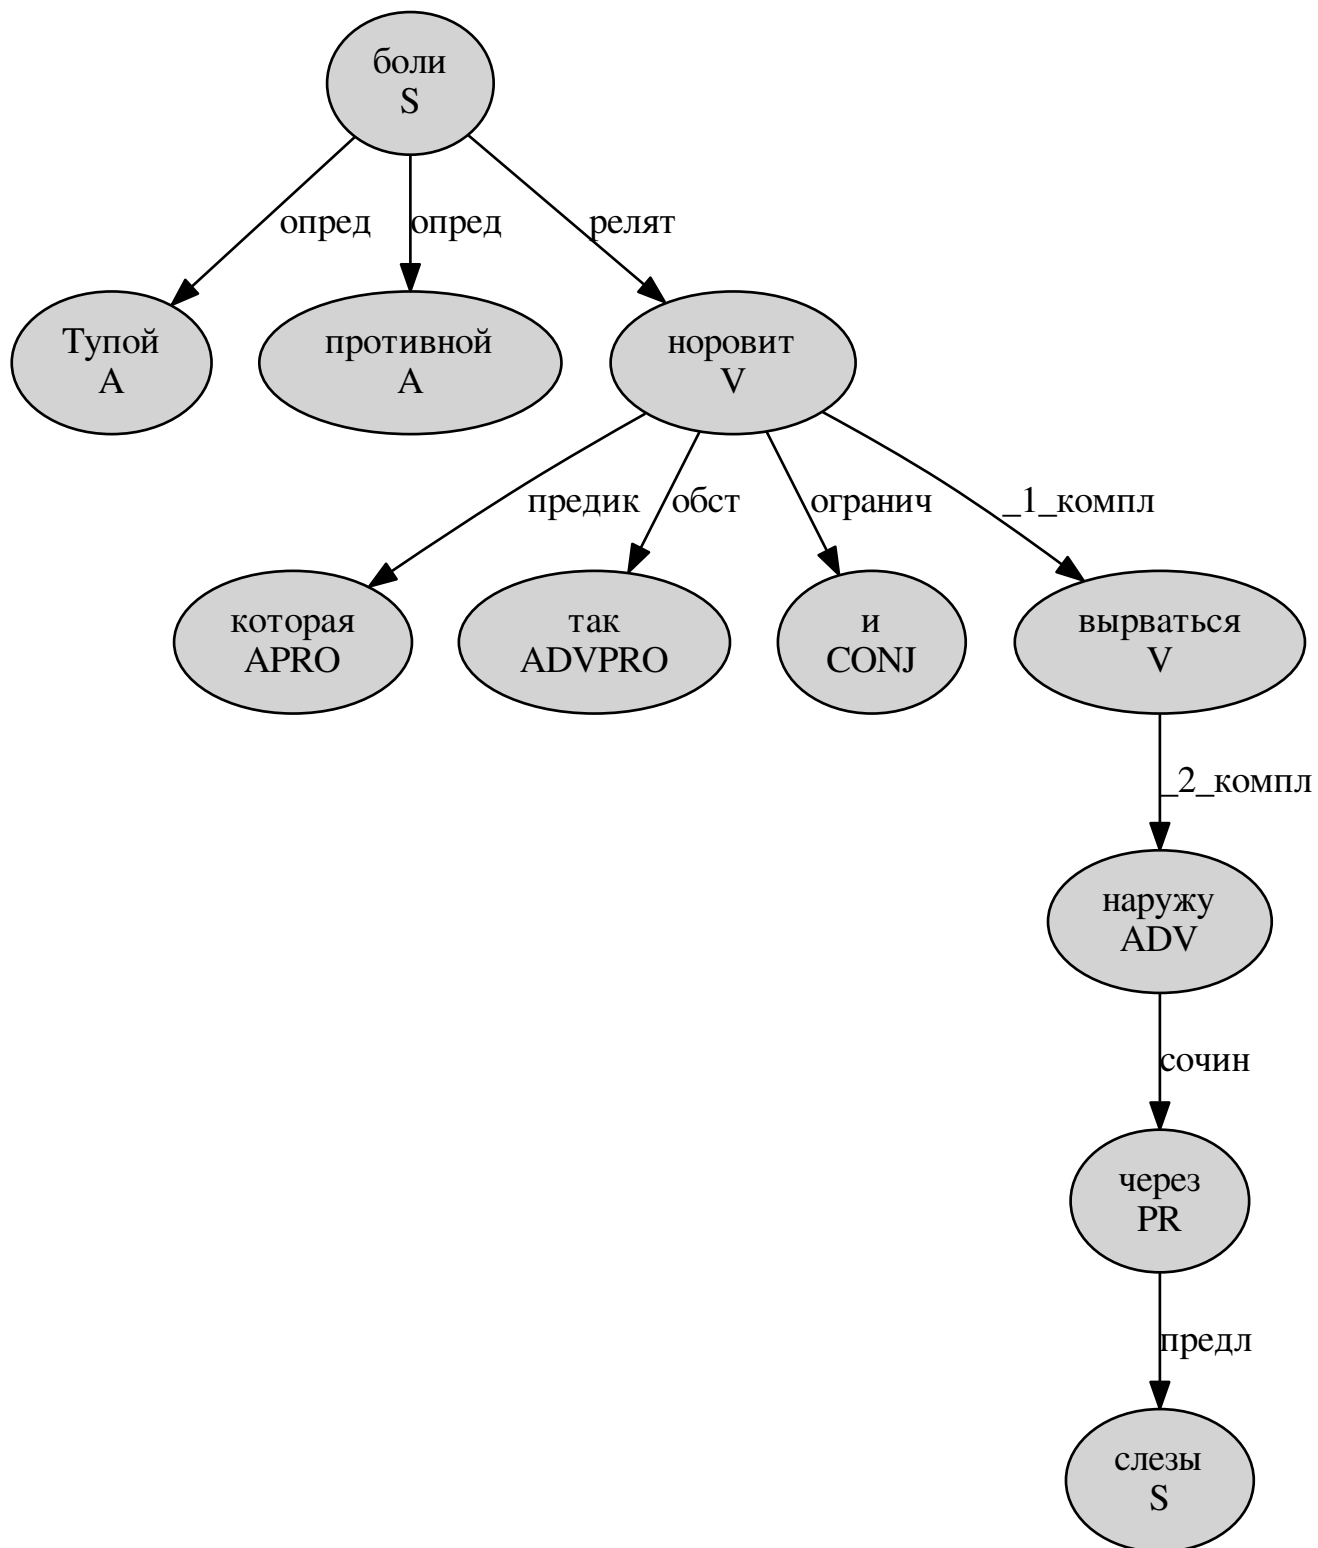 боли
S
опред
опред
релят
Тупой
A
противной
A
норовит
V
предик
обст
огранич
_1_компл
которая
APRO
так
ADVPRO
и
CONJ
вырваться
V
_2_компл
наружу
ADV
сочин
через
PR
предл
слезы
S